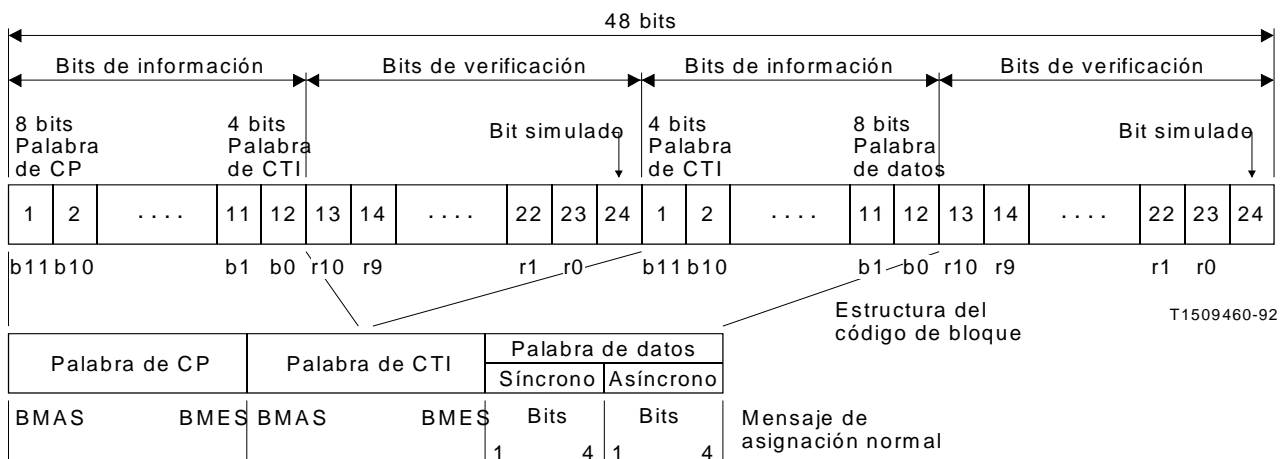 48 bits
Bits de información Bits de verificación Bits de información Bits de verificación
8 bits Palabra de CP
4 bits Palabra de CTI
Bit simulado
4 bits Palabra de CTI
8 bits Palabra de datos
Bit simulado
1 2 .... 11 12 13 14 .... 22 23 24 1 2 .... 11 12 13 14 .... 22 23 24
b11 b10 b1 b0 r10 r9 r1 r0 b11 b10 b1 b0 r10 r9 r1 r0
Estructura del
código de bloque
T1509460-92
Palabra de CP Palabra de CTI Palabra de datos
Síncrono Asíncrono
BMAS BMES BMAS BMES Bits Bits
1 4 1 4
Mensaje de
asignación normal